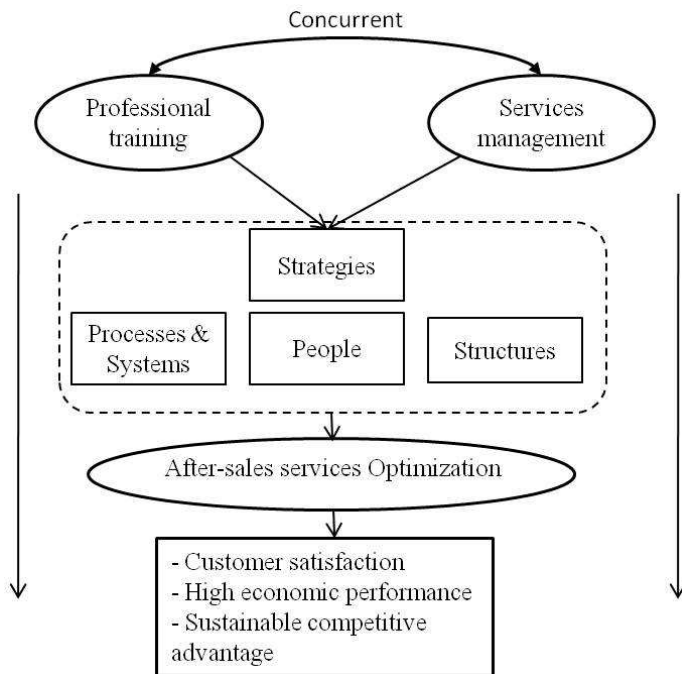 Concurrent
Professional
training
Services
management
Strategies
Processes &
Systems
People
Structures
After-sales services Optimization
- Customer satisfaction
- High economic performance
- Sustainable competitive
advantage